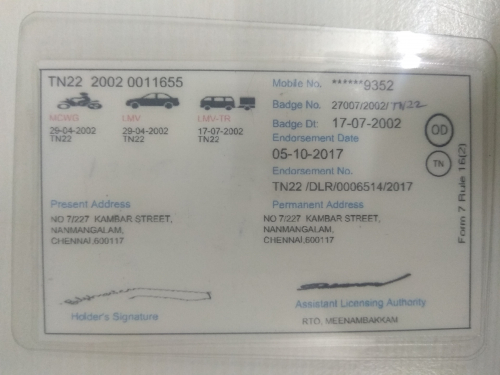 TN22 2002 0011655
Mobile No. ******9352
Badge No. 27007/2002/TN22
Badge Dt: 17-07-2002
MCWG LMV LMV-TR
29-04-2002 29-04-2002 17-07-2002
TN22 TN22 TN22
Endorsement Date
05-10-2017
Endorsement No.
TN22 /DLR/0006514/2017
OD
TN
Form 7 Rule 16(2)
Present Address
NO 7/227 KAMBAR STREET,
NANMANGALAM,
CHENNAI,600117
Permanent Address
NO 7/227 KAMBAR STREET,
NANMANGALAM,
CHENNAI,600117
Holder's Signature
Assistant Licensing Authority
RTO, MEENAMBAKKAM